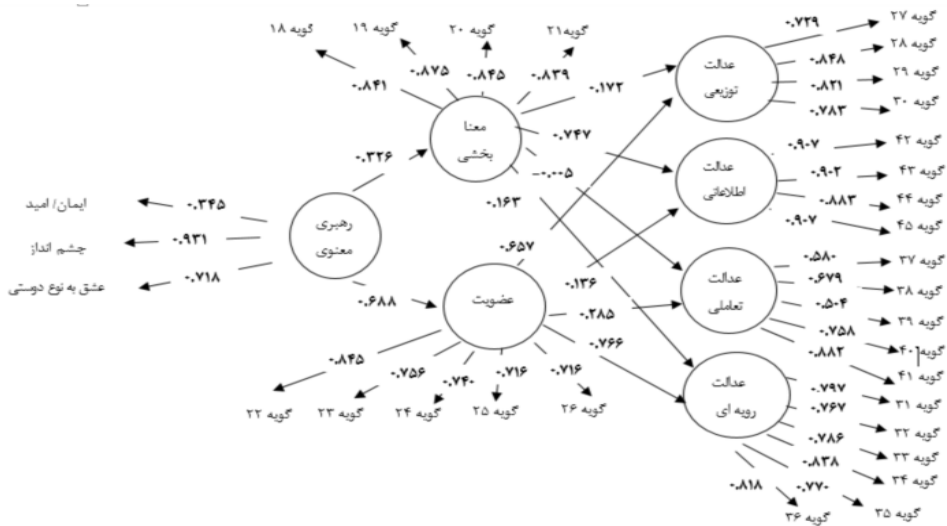 گویه ۱۸
گویه ۱۹
گویه ۲۰
گویه۲۱
۰.۸۴۱
۰.۸۷۵
۰.۸۴۵
۰.۸۳۹
معنا
بخشی
۰.۳۲۶
رهبری
معنوی
ایمان/ امید
۰.۳۴۵
چشم انداز
۰.۹۳۱
عشق به نوع دوستی
۰.۷۱۸
۰.۶۸۸
عضویت
۰.۸۴۵
۰.۷۵۶
۰.۷۴۰
۰.۷۱۶
۰.۷۱۶
گویه ۲۲
گویه ۲۳
گویه ۲۴
گویه ۲۵
گویه ۲۶
۰.۱۷۲
۰.۷۴۷
-۰.۰۰۵
۰.۱۶۳
۰.۶۵۷
۰.۱۳۶
۰.۲۸۵
۰.۷۶۶
عدالت
توزیعی
۰.۷۲۹
گویه ۲۷
۰.۸۴۸
گویه ۲۸
۰.۸۲۱
گویه ۲۹
۰.۷۸۳
گویه ۳۰
عدالت
اطلاعاتی
۰.۹۰۷
گویه ۴۲
۰.۹۰۲
گویه ۴۳
۰.۸۸۳
گویه ۴۴
۰.۹۰۷
گویه ۴۵
عدالت
تعاملی
۰.۵۸۰
گویه ۳۷
۰.۶۷۹
گویه ۳۸
۰.۵۰۴
گویه ۳۹
۰.۷۵۸
گویه ۴۰
۰.۸۸۲
گویه ۴۱
عدالت
رویه ای
۰.۷۹۷
گویه ۳۱
۰.۷۶۷
گویه ۳۲
۰.۷۸۶
گویه ۳۳
۰.۸۳۸
گویه ۳۴
۰.۷۷۰
گویه ۳۵
۰.۸۱۸
گویه ۳۶